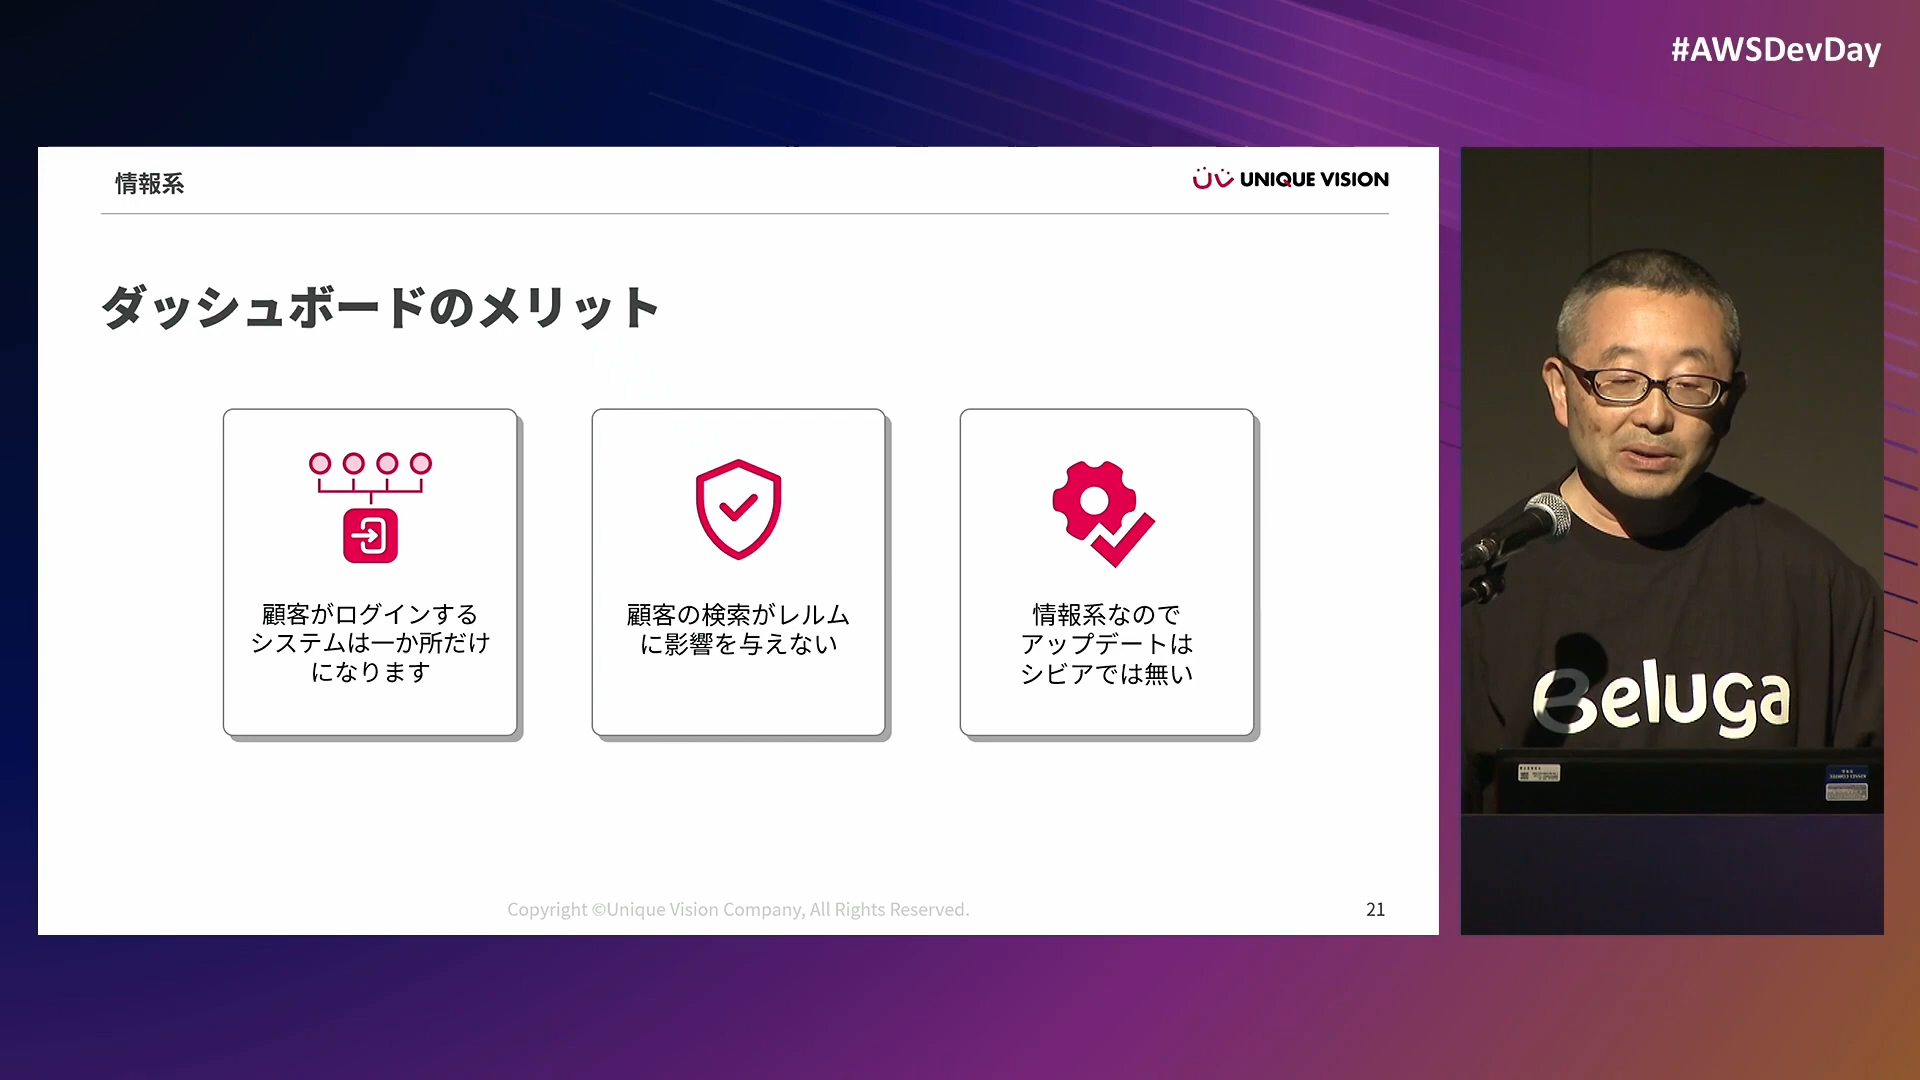 #AWSDevDay
情報系
UNIQUE VISION
ダッシュボードのメリット
顧客がログインする
システムは一か所だけ
になります
顧客の検索がレルム
に影響を与えない
情報系なので
アップデートは
シビアでは無い
Beluga
Copyright ©Unique Vision Company, All Rights Reserved.
21